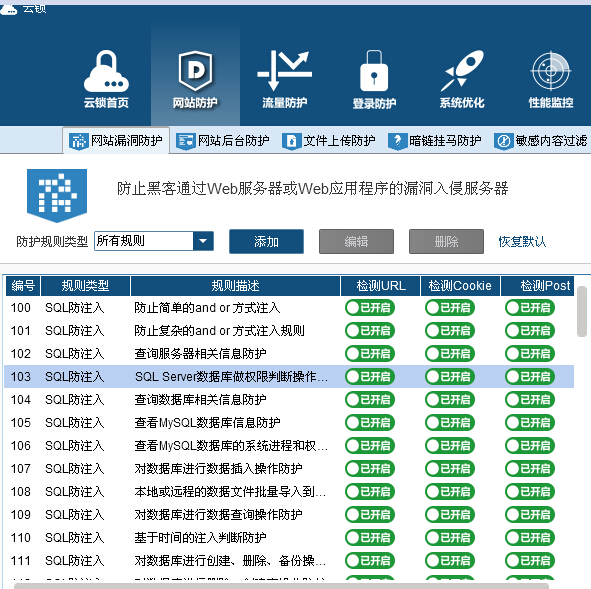 云锁
云锁首页 网站防护 流量防护 登录防护 系统优化 性能监控
网站漏洞防护 网站后台防护 文件上传防护 暗链挂马防护 敏感内容过滤
防止黑客通过Web服务器或Web应用程序的漏洞入侵服务器
防护规则类型 所有规则 添加 编辑 删除 恢复默认
编号 规则类型 规则描述 检测URL 检测Cookie 检测Post
100 SQL防注入 防止简单的and or 方式注入 已开启 已开启 已开启
101 SQL防注入 防止复杂的and or 方式注入规则 已开启 已开启 已开启
102 SQL防注入 查询服务器相关信息防护 已开启 已开启 已开启
103 SQL防注入 SQL Server数据库做权限判断操作... 已开启 已开启 已开启
104 SQL防注入 查询数据库相关信息防护 已开启 已开启 已开启
105 SQL防注入 查看MySQL数据库信息防护 已开启 已开启 已开启
106 SQL防注入 查看MySQL数据库的系统进程和权... 已开启 已开启 已开启
107 SQL防注入 对数据库进行数据插入操作防护 已开启 已开启 已开启
108 SQL防注入 本地或远程的数据文件批量导入到... 已开启 已开启 已开启
109 SQL防注入 对数据库进行数据查询操作防护 已开启 已开启 已开启
110 SQL防注入 基于时间的注入判断防护 已开启 已开启 已开启
111 SQL防注入 对数据库进行创建、删除、备份操... 已开启 已开启 已开启